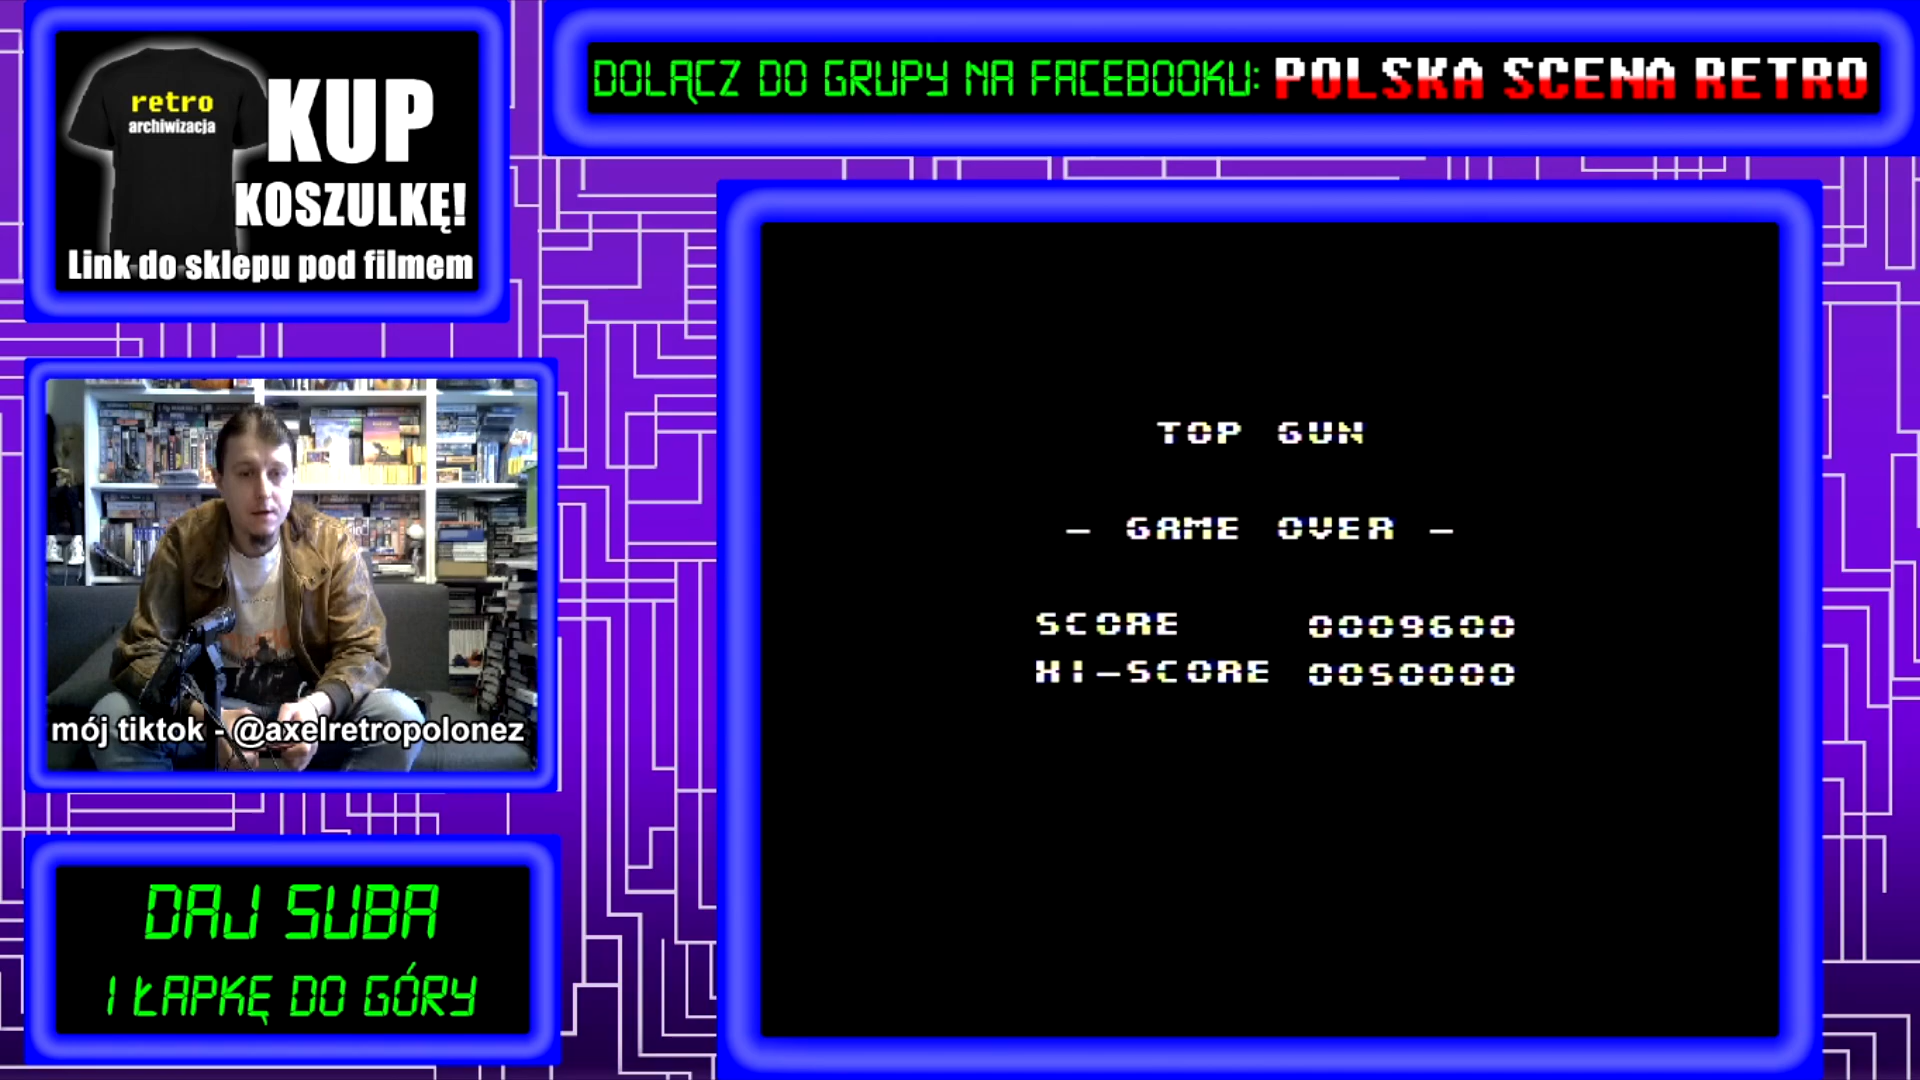 retro
archiwizacja
KUP
KOSZULKĘ!
Link do sklepu pod filmem
DOŁĄCZ DO GRUPY NA FACEBOOKU: POLSKA SCENA RETRO
TOP GUN
- GAME OVER -
SCORE 0009600
HI-SCORE 0050000
mój tiktok - @axelretropolonez
DAJ SUBA
I ŁAPKĘ DO GÓRY